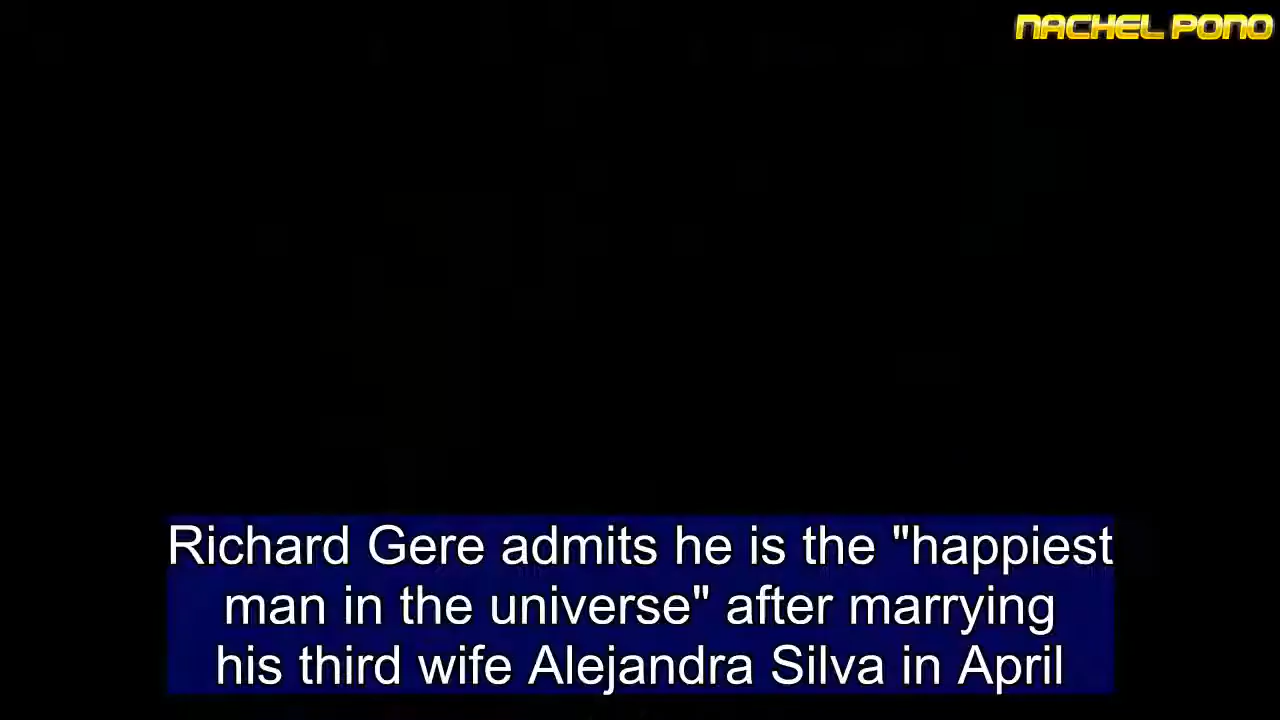 NACHEL PONO
Richard Gere admits he is the "happiest
man in the universe" after marrying
his third wife Alejandra Silva in April